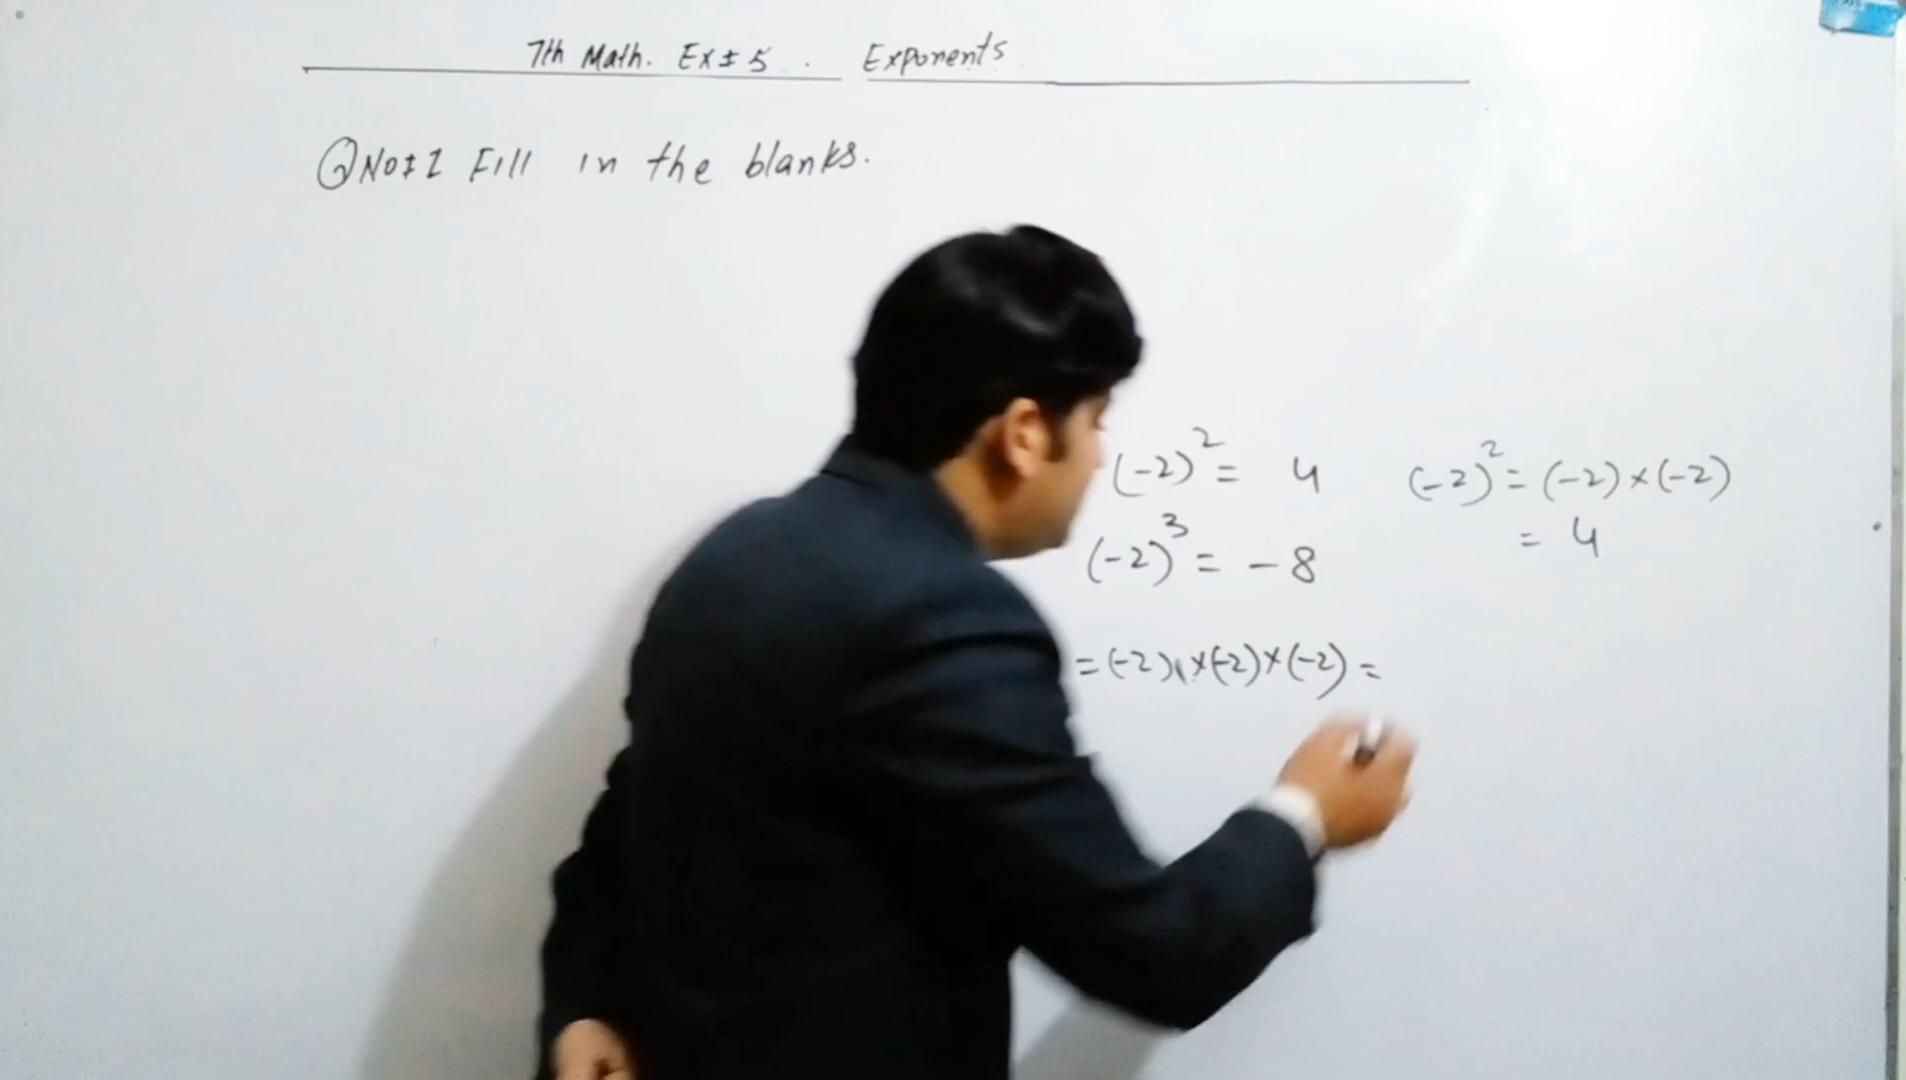 7th Math. Ex: 5. Exponents
QNo: 1 Fill in the blanks.
(-2)² = 4 (-2)² = (-2)×(-2)
= 4
(-2)³ = -8
= (-2)×(-2)×(-2) =